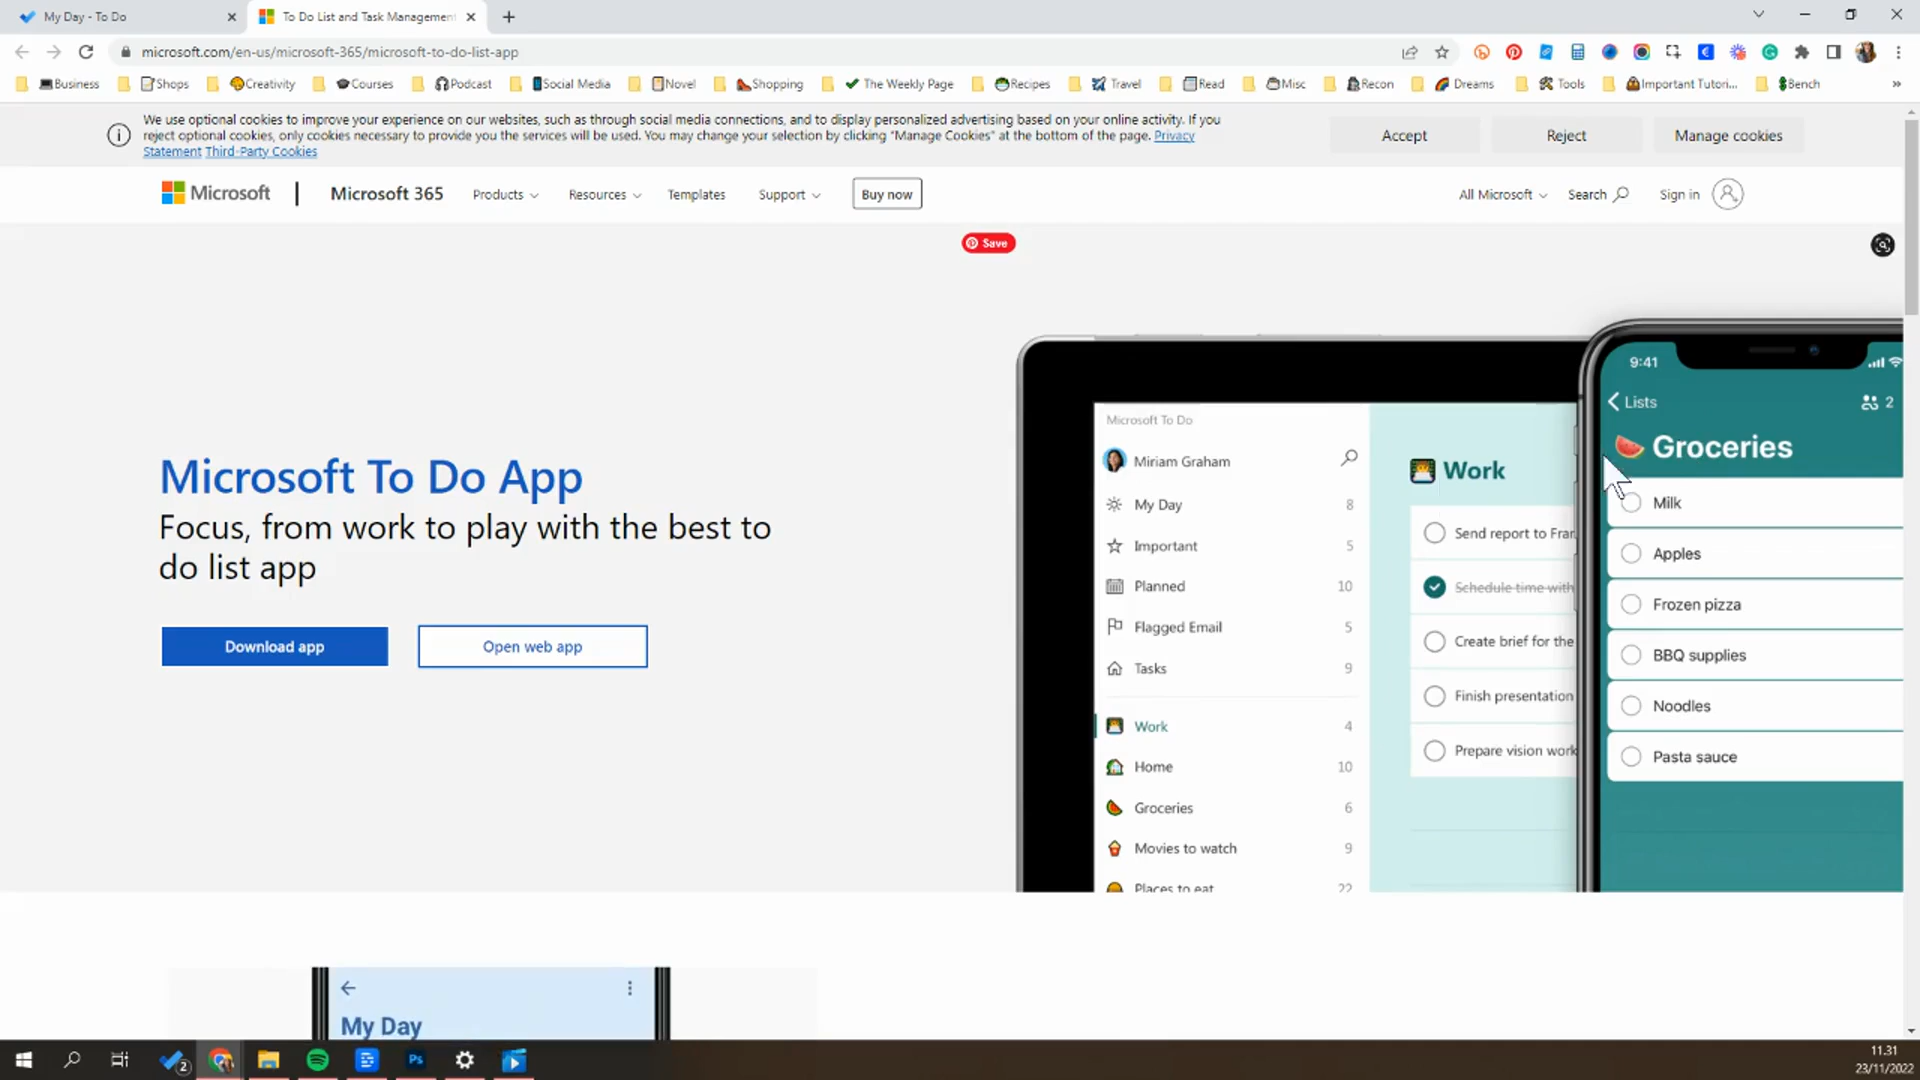 My Day - To Do
To Do List and Task Management
microsoft.com/en-us/microsoft-365/microsoft-to-do-list-app
Business
Shops
Creativity
Courses
Podcast
Social Media
Novel
Shopping
The Weekly Page
Recipes
Travel
Read
Misc
Recon
Dreams
Tools
Important Tutori...
Bench
We use optional cookies to improve your experience on our websites, such as through social media connections, and to display personalized advertising based on your online activity. If you
reject optional cookies, only cookies necessary to provide you the services will be used. You may change your selection by clicking "Manage Cookies" at the bottom of the page. Privacy
Statement Third-Party Cookies
Accept
Reject
Manage cookies
Microsoft
Microsoft 365
Products
Resources
Templates
Support
Buy now
All Microsoft
Search
Sign in
Save
Microsoft To Do App
Focus, from work to play with the best to
do list app
Download app
Open web app
Microsoft To Do
Miriam Graham
My Day 8
Important 5
Planned 10
Flagged Email 5
Tasks 9
Work 4
Home 10
Groceries 6
Movies to watch 9
Places to eat 22
Work
Send report to Fran
Schedule time with
Create brief for the
Finish presentation
Prepare vision work
9:41
Lists
2
Groceries
Milk
Apples
Frozen pizza
BBQ supplies
Noodles
Pasta sauce
My Day
2
Ps
11.31
23/11/2022